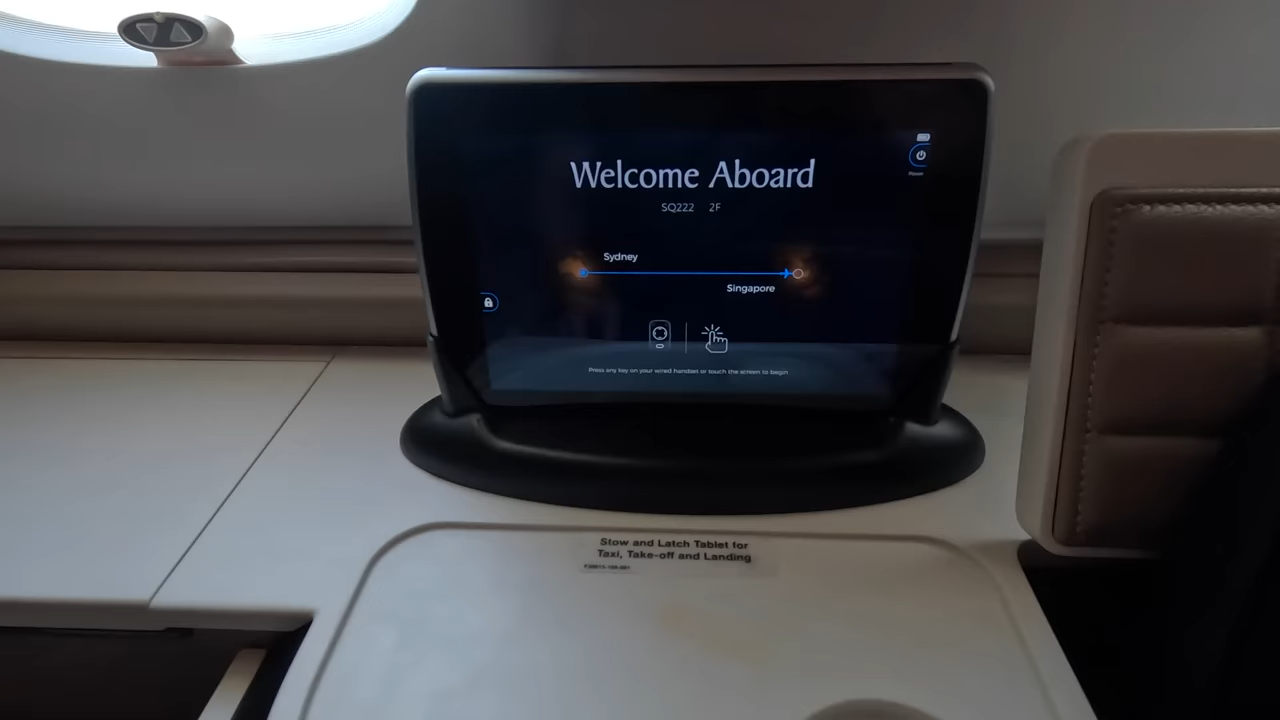 Welcome Aboard
SQ222 2F
Power
Sydney
Singapore
Press any key on your wired handset or touch the screen to begin
Stow and Latch Tablet for
Taxi, Take-off and Landing